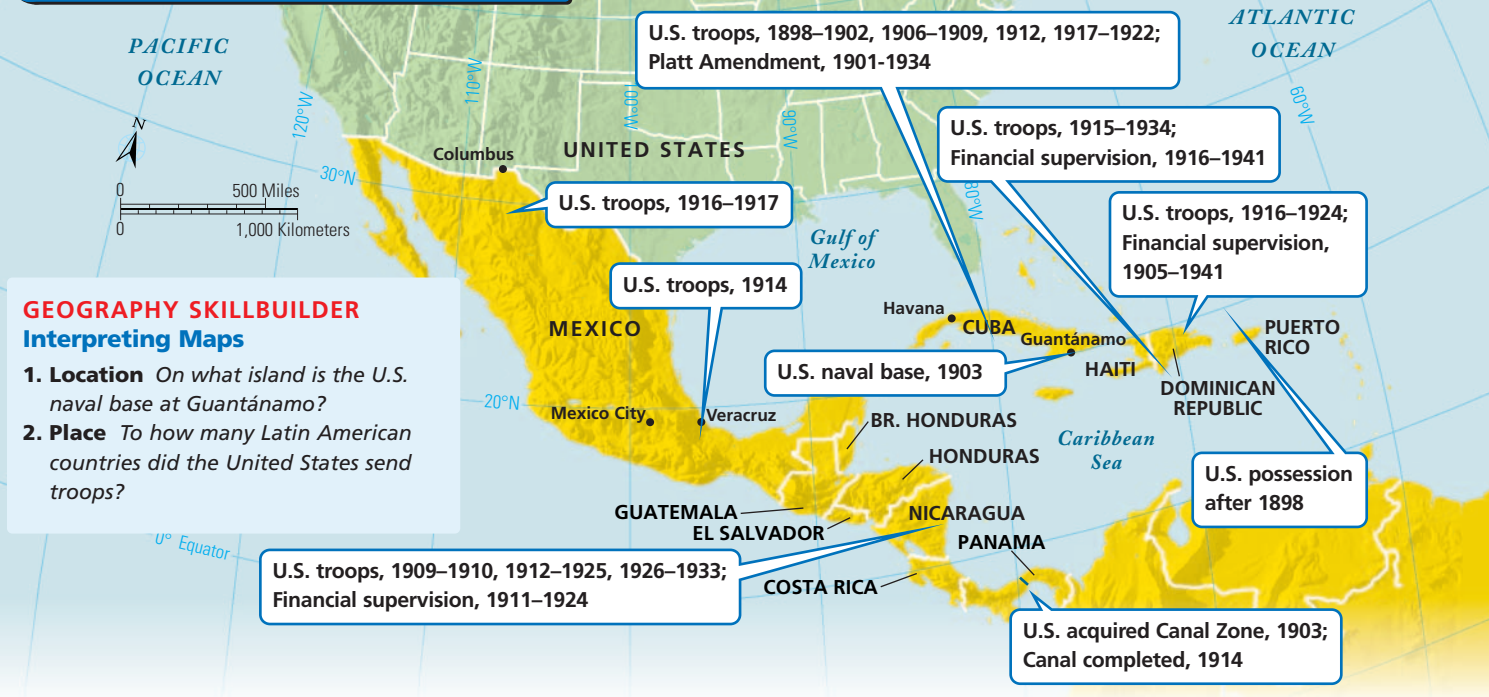 PACIFIC
OCEAN
ATLANTIC
OCEAN
U.S. troops, 1898–1902, 1906–1909, 1912, 1917–1922;
Platt Amendment, 1901-1934
110°W
100°W
90°W
60°W
120°W
U.S. troops, 1915–1934;
Financial supervision, 1916–1941
N
Columbus
UNITED STATES
30°N
80°W
0
500 Miles
0
1,000 Kilometers
U.S. troops, 1916–1917
U.S. troops, 1916–1924;
Financial supervision,
1905–1941
Gulf of
Mexico
U.S. troops, 1914
GEOGRAPHY SKILLBUILDER
Interpreting Maps
1. Location On what island is the U.S.
naval base at Guantánamo?
2. Place To how many Latin American
countries did the United States send
troops?
MEXICO
Havana
CUBA
Guantánamo
PUERTO
RICO
U.S. naval base, 1903
HAITI
DOMINICAN
REPUBLIC
20°N
Mexico City
Veracruz
BR. HONDURAS
Caribbean
Sea
HONDURAS
U.S. possession
after 1898
GUATEMALA
EL SALVADOR
NICARAGUA
PANAMA
0° Equator
U.S. troops, 1909–1910, 1912–1925, 1926–1933;
Financial supervision, 1911–1924
COSTA RICA
U.S. acquired Canal Zone, 1903;
Canal completed, 1914